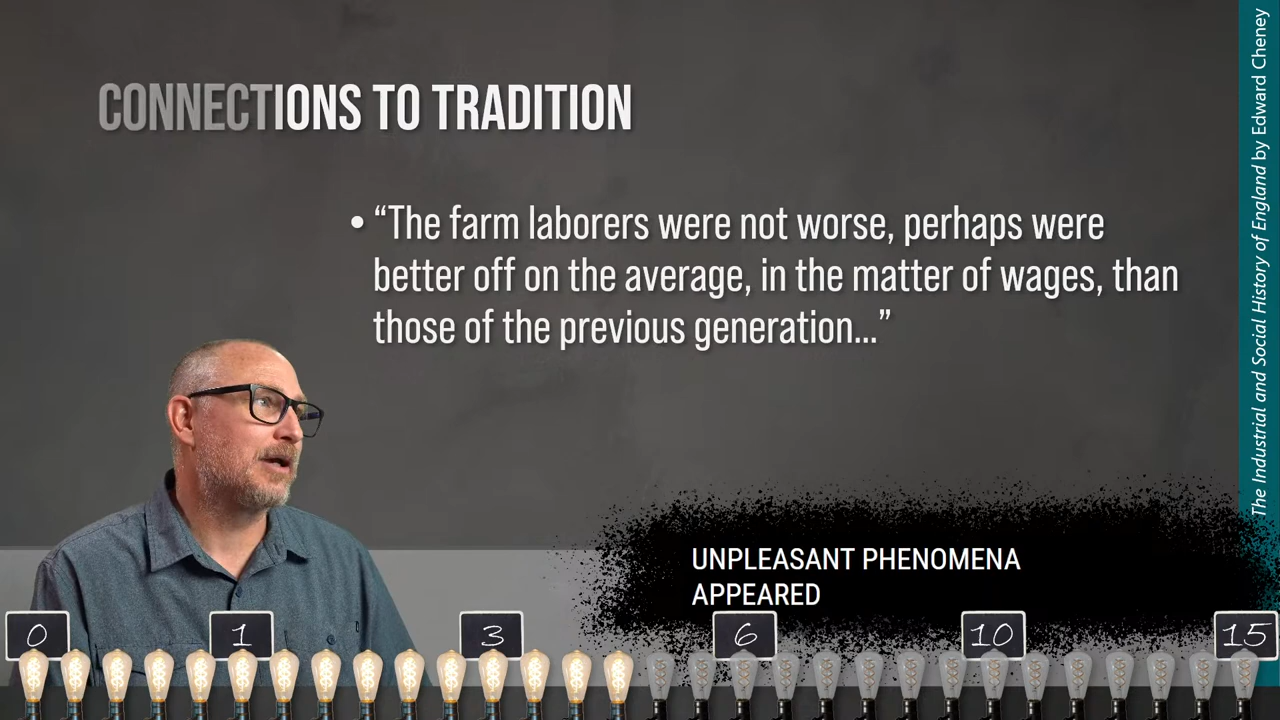 CONNECTIONS TO TRADITION
• “The farm laborers were not worse, perhaps were
better off on the average, in the matter of wages, than
those of the previous generation...”
The Industrial and Social History of England by Edward Cheney
UNPLEASANT PHENOMENA
APPEARED
0 1 3 6 10 15